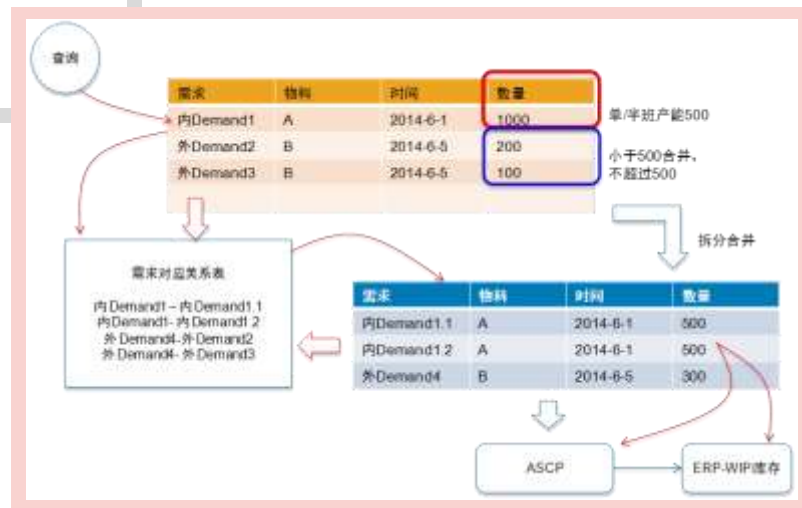 查询
需求 物料 时间 数量
内Demand1 A 2014-6-1 1000
外Demand2 B 2014-6-5 200
外Demand3 B 2014-6-5 100
单/半班产能500
小于500合并,
不超过500
拆分合并
需求对应关系表
内Demand1-内Demand1.1
内Demand1-内Demand1.2
外Demand4-外Demand2
外Demand4-外Demand3
需求 物料 时间 数量
内Demand1.1 A 2014-6-1 500
内Demand1.2 A 2014-6-1 500
外Demand4 B 2014-6-5 300
ASCP
ERP-WIP库存